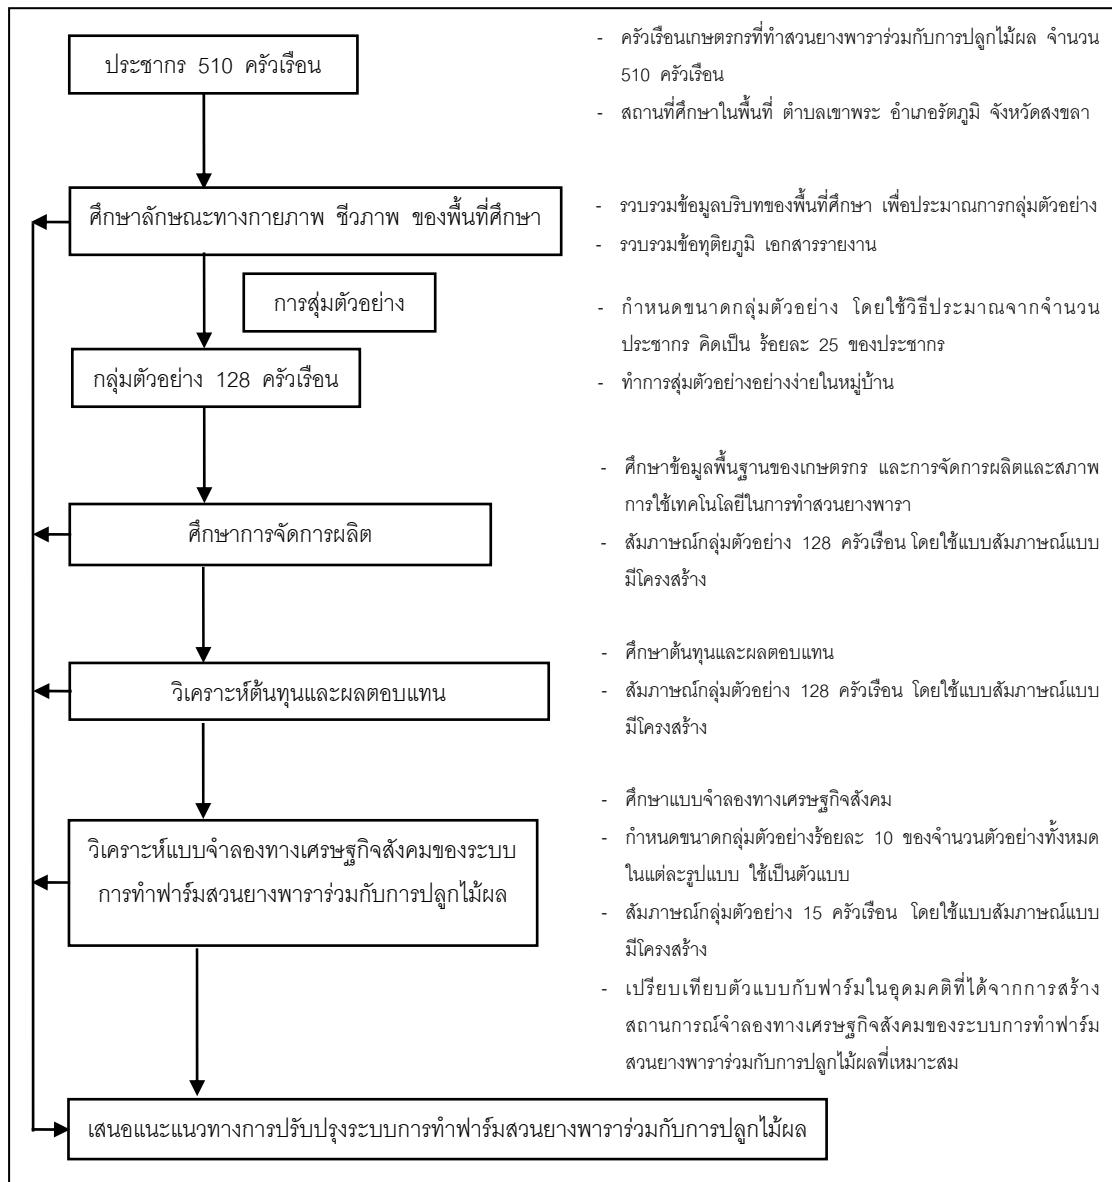 ประชากร 510 ครัวเรือน
- ครัวเรือนเกษตรกรที่ทำสวนยางพาราร่วมกับการปลูกไม้ผล จำนวน
510 ครัวเรือน
- สถานที่ศึกษาในพื้นที่ ตำบลเขาพระ อำเภอรัตภูมิ จังหวัดสงขลา
ศึกษาลักษณะทางกายภาพ ชีวภาพ ของพื้นที่ศึกษา
- รวบรวมข้อมูลบริบทของพื้นที่ศึกษา เพื่อประมาณการกลุ่มตัวอย่าง
- รวบรวมข้อทุติยภูมิ เอกสารรายงาน
การสุ่มตัวอย่าง
- กำหนดขนาดกลุ่มตัวอย่าง โดยใช้วิธีประมาณจากจำนวน
ประชากร คิดเป็น ร้อยละ 25 ของประชากร
- ทำการสุ่มตัวอย่างอย่างง่ายในหมู่บ้าน
กลุ่มตัวอย่าง 128 ครัวเรือน
ศึกษาการจัดการผลิต
- ศึกษาข้อมูลพื้นฐานของเกษตรกร และการจัดการผลิตและสภาพ
การใช้เทคโนโลยีในการทำสวนยางพารา
- สัมภาษณ์กลุ่มตัวอย่าง 128 ครัวเรือน โดยใช้แบบสัมภาษณ์แบบ
มีโครงสร้าง
วิเคราะห์ต้นทุนและผลตอบแทน
- ศึกษาต้นทุนและผลตอบแทน
- สัมภาษณ์กลุ่มตัวอย่าง 128 ครัวเรือน โดยใช้แบบสัมภาษณ์แบบ
มีโครงสร้าง
วิเคราะห์แบบจำลองทางเศรษฐกิจสังคมของระบบ
การทำฟาร์มสวนยางพาราร่วมกับการปลูกไม้ผล
- ศึกษาแบบจำลองทางเศรษฐกิจสังคม
- กำหนดขนาดกลุ่มตัวอย่างร้อยละ 10 ของจำนวนตัวอย่างทั้งหมด
ในแต่ละรูปแบบ ใช้เป็นตัวแบบ
- สัมภาษณ์กลุ่มตัวอย่าง 15 ครัวเรือน โดยใช้แบบสัมภาษณ์แบบ
มีโครงสร้าง
- เปรียบเทียบตัวแบบกับฟาร์มในอุดมคติที่ได้จากการสร้าง
สถานการณ์จำลองทางเศรษฐกิจสังคมของระบบการทำฟาร์ม
สวนยางพาราร่วมกับการปลูกไม้ผลที่เหมาะสม
เสนอแนะแนวทางการปรับปรุงระบบการทำฟาร์มสวนยางพาราร่วมกับการปลูกไม้ผล